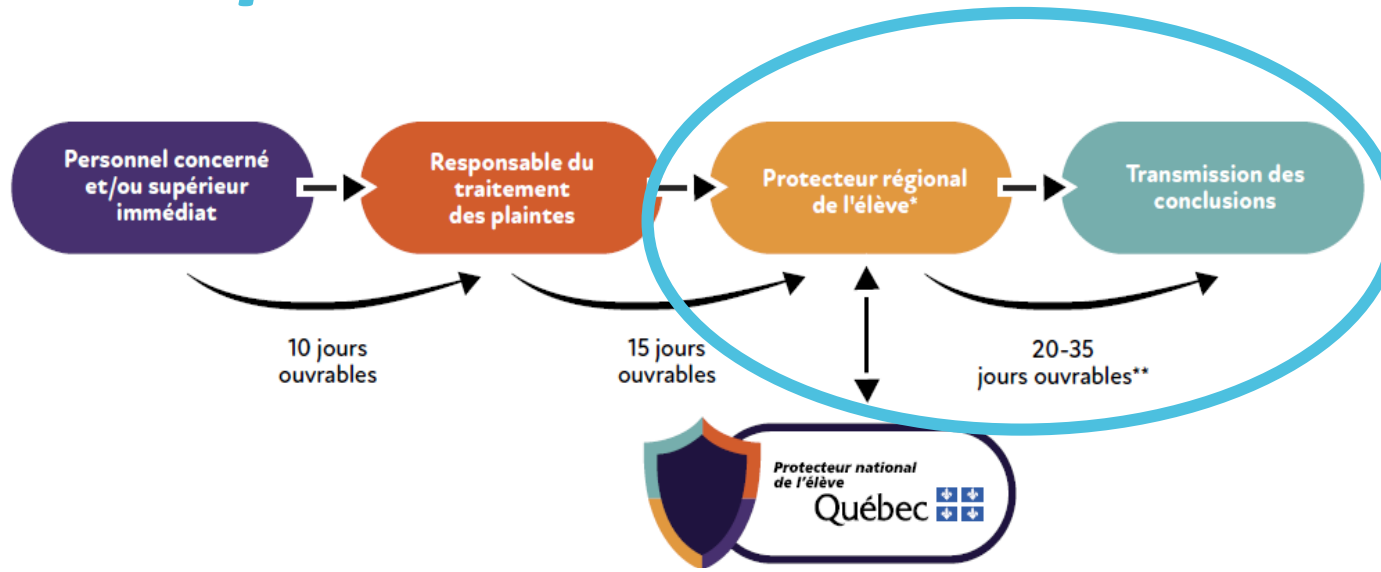 Personnel concerné
et/ou supérieur
immédiat
Responsable du
traitement
des plaintes
Protecteur régional
de l'élève*
Transmission des
conclusions
10 jours
ouvrables
15 jours
ouvrables
20-35
jours ouvrables**
Protecteur national
de l'élève
Québec